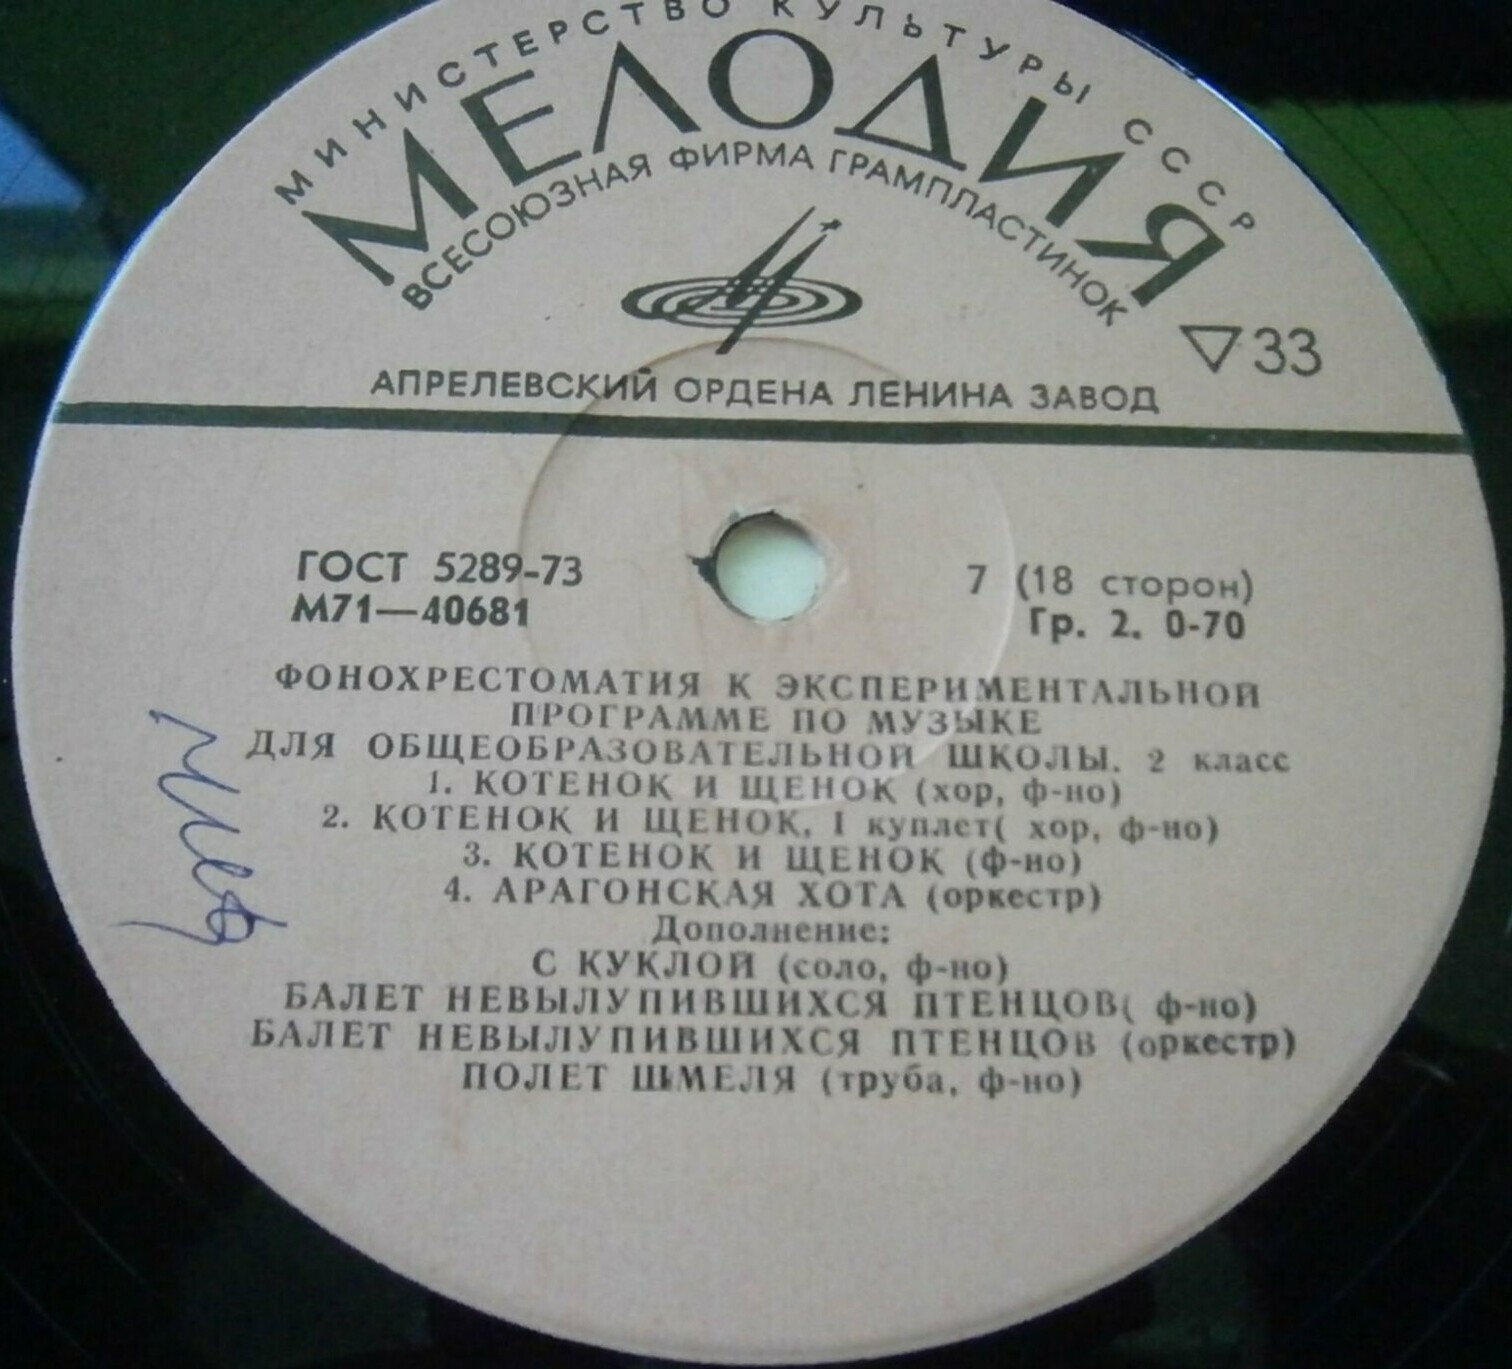 МИНИСТЕРСТВО КУЛЬТУРЫ СССР
МЕЛОДИЯ
ВСЕСОЮЗНАЯ ФИРМА ГРАМПЛАСТИНОК
33
АПРЕЛЕВСКИЙ ОРДЕНА ЛЕНИНА ЗАВОД
ГОСТ 5289-73
7 (18 сторон)
М71—40681
Гр. 2. 0-70
ФОНОХРЕСТОМАТИЯ К ЭКСПЕРИМЕНТАЛЬНОЙ
ПРОГРАММЕ ПО МУЗЫКЕ
ДЛЯ ОБЩЕОБРАЗОВАТЕЛЬНОЙ ШКОЛЫ. 2 класс
1. КОТЕНОК И ЩЕНОК (хор, ф-но)
2. КОТЕНОК И ЩЕНОК, I куплет( хор, ф-но)
3. КОТЕНОК И ЩЕНОК (ф-но)
4. АРАГОНСКАЯ ХОТА (оркестр)
Дополнение:
С КУКЛОЙ (соло, ф-но)
БАЛЕТ НЕВЫЛУПИВШИХСЯ ПТЕНЦОВ( ф-но)
БАЛЕТ НЕВЫЛУПИВШИХСЯ ПТЕНЦОВ (оркестр)
ПОЛЕТ ШМЕЛЯ (труба, ф-но)